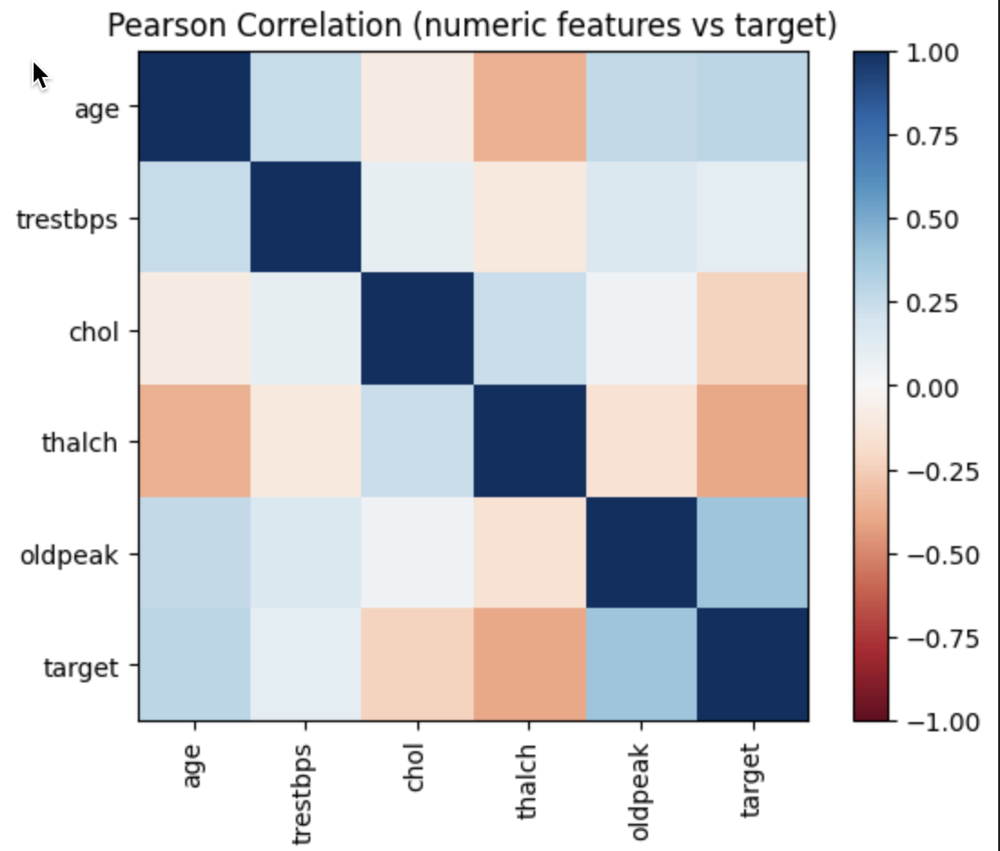 Pearson Correlation (numeric features vs target)
age
trestbps
chol
thalch
oldpeak
target
age
trestbps
chol
thalch
oldpeak
target
1.00
0.75
0.50
0.25
0.00
−0.25
−0.50
−0.75
−1.00